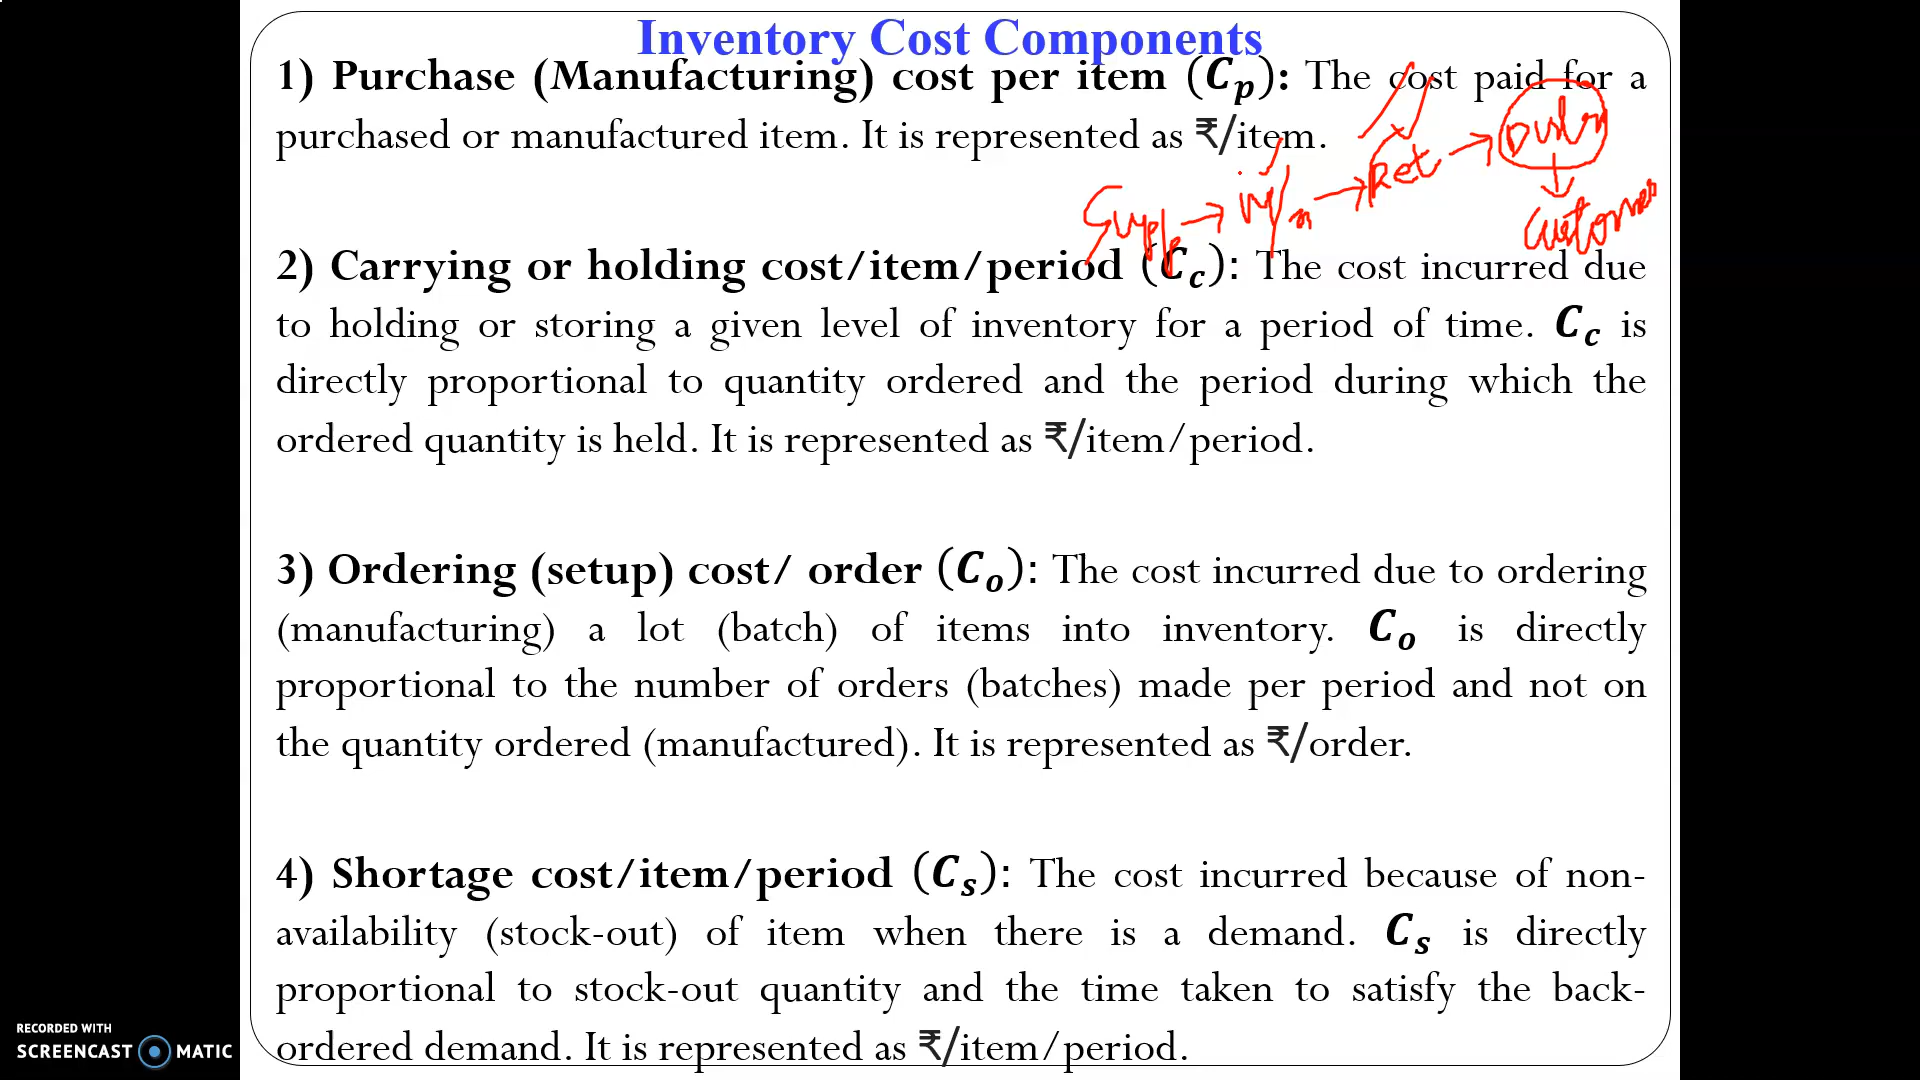 Inventory Cost Components
1) Purchase (Manufacturing) cost per item (Cₚ): The cost paid for a
purchased or manufactured item. It is represented as ₹/item.
Supp → → Ret →
Customer
2) Carrying or holding cost/item/period (C꜀): The cost incurred due
to holding or storing a given level of inventory for a period of time. C꜀ is
directly proportional to quantity ordered and the period during which the
ordered quantity is held. It is represented as ₹/item/period.
3) Ordering (setup) cost/ order (Cₒ): The cost incurred due to ordering
(manufacturing) a lot (batch) of items into inventory. Cₒ is directly
proportional to the number of orders (batches) made per period and not on
the quantity ordered (manufactured). It is represented as ₹/order.
4) Shortage cost/item/period (Cₛ): The cost incurred because of non-
availability (stock-out) of item when there is a demand. Cₛ is directly
proportional to stock-out quantity and the time taken to satisfy the back-
ordered demand. It is represented as ₹/item/period.
RECORDED WITH
SCREENCAST MATIC